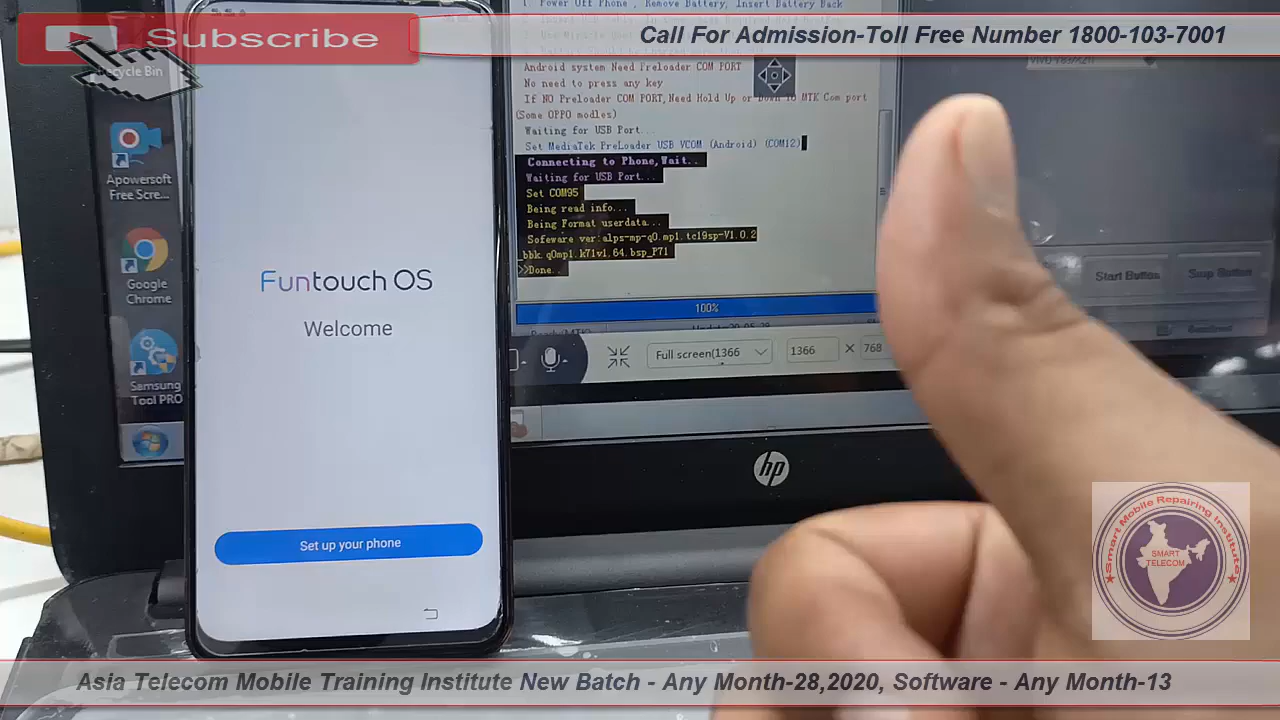 Subscribe
Call For Admission-Toll Free Number 1800-103-7001
1. Power Off Phone , Remove Battery, Insert Battery Back
Android system Need Preloader COM PORT
No need to press any key
If NO Preloader COM PORT,Need Hold Up or Down To MTK Com port
(Some OPPO modles)
Waiting for USB Port...
Set MediaTek PreLoader USB VCOM (Android) (COM12)
Connecting to Phone,Wait..
Waiting for USB Port...
Set COM95
Being read info...
Being Format userdata...
Sofeware ver:alps-mp-q0.mp1.tc19sp-V1.0.2
_bbk.q0mp1.k71v1.64.bsp_P71
>>Done.
100%
Full screen(1366
1366
×
768
Start Button
Stop Button
Recycle Bin
Apowersoft
Free Scre...
Google
Chrome
Samsung
Tool PRO
Funtouch OS
Welcome
Set up your phone
hp
Smart Mobile Repairing Institute
SMART
TELECOM
Asia Telecom Mobile Training Institute New Batch - Any Month-28,2020, Software - Any Month-13